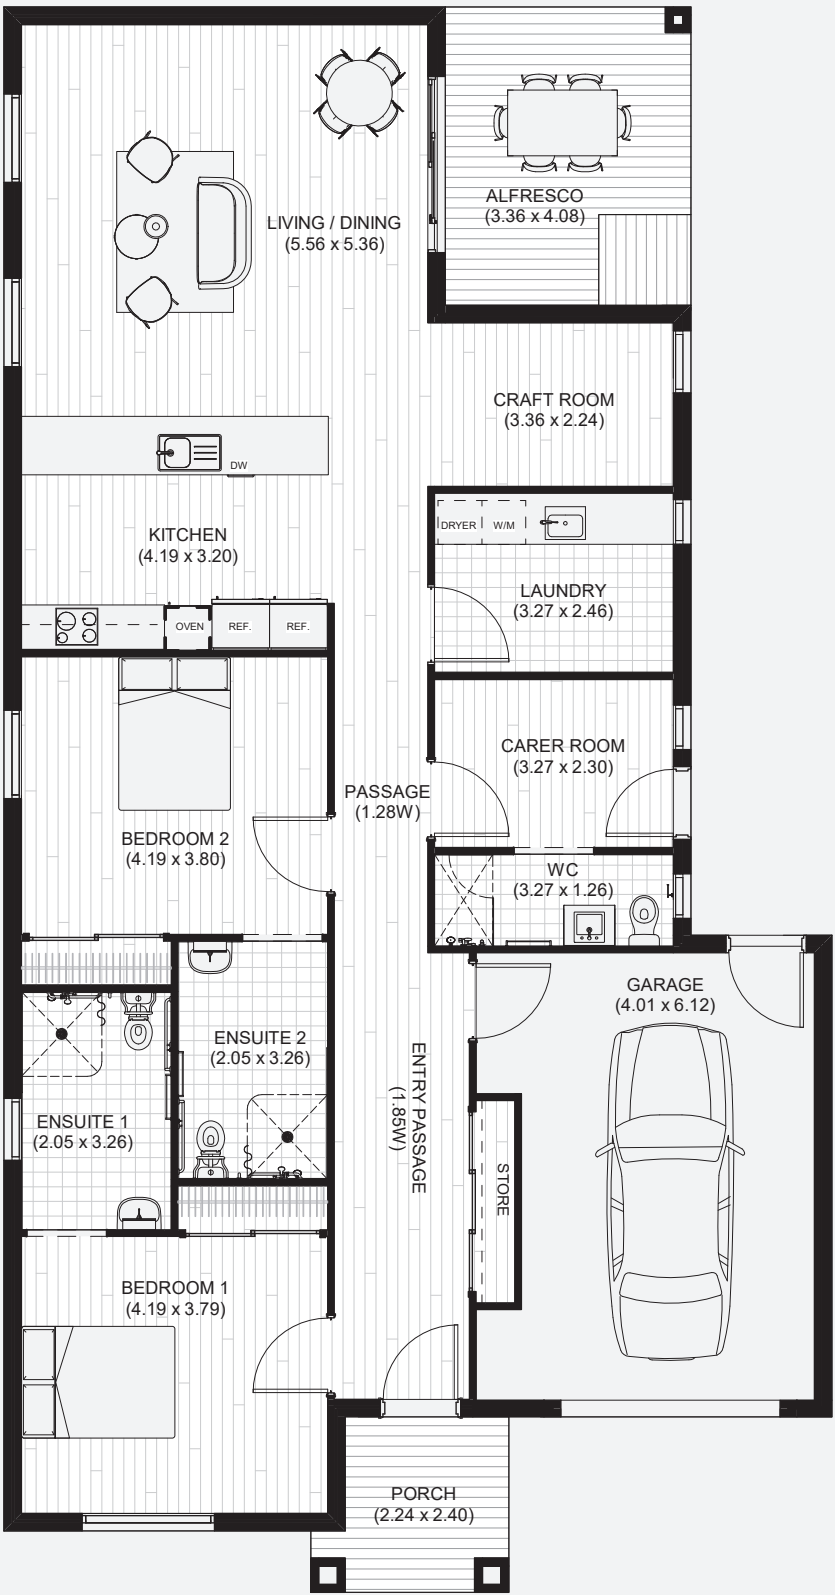 ALFRESCO
(3.36 x 4.08)
LIVING / DINING
(5.56 x 5.36)
CRAFT ROOM
(3.36 x 2.24)
DW
KITCHEN
(4.19 x 3.20)
DRYER
W/M
LAUNDRY
(3.27 x 2.46)
OVEN
REF.
REF.
CARER ROOM
(3.27 x 2.30)
PASSAGE
(1.28W)
BEDROOM 2
(4.19 x 3.80)
WC
(3.27 x 1.26)
GARAGE
(4.01 x 6.12)
ENSUITE 2
(2.05 x 3.26)
ENTRY PASSAGE
(1.85W)
ENSUITE 1
(2.05 x 3.26)
STORE
BEDROOM 1
(4.19 x 3.79)
PORCH
(2.24 x 2.40)